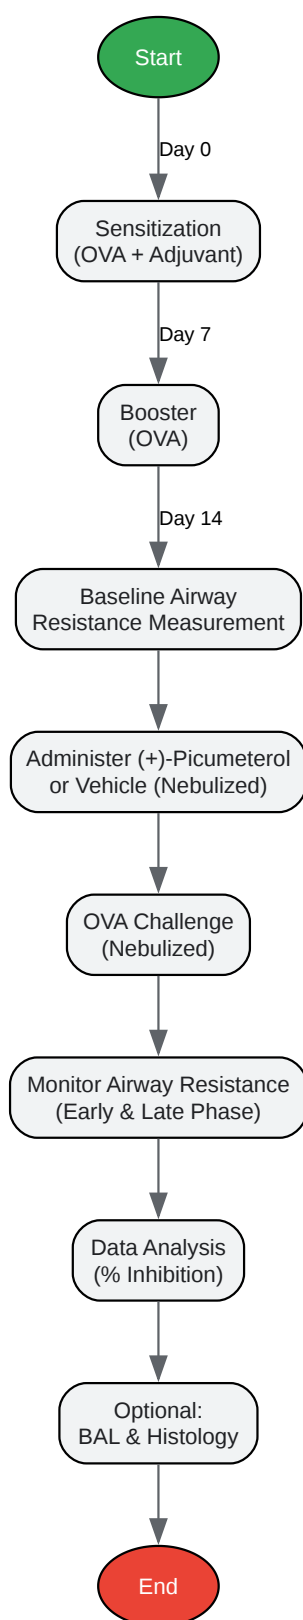 Start
Day 0
Sensitization
(OVA + Adjuvant)
Day 7
Booster
(OVA)
Day 14
Baseline Airway
Resistance Measurement
Administer (+)-Picumeterol
or Vehicle (Nebulized)
OVA Challenge
(Nebulized)
Monitor Airway Resistance
(Early & Late Phase)
Data Analysis
(% Inhibition)
Optional:
BAL & Histology
End